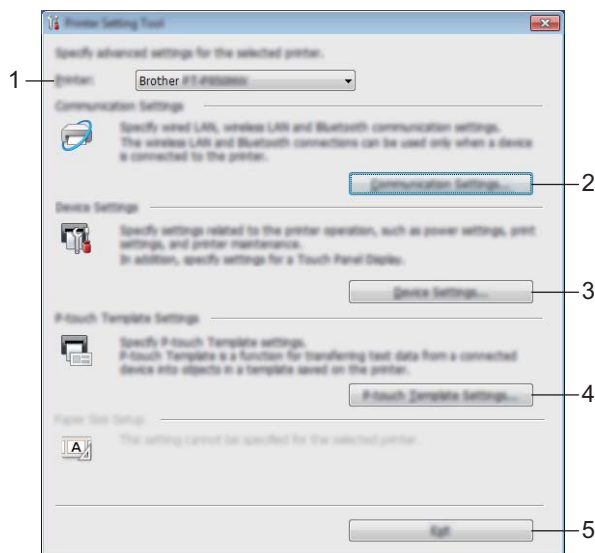 Printer Setting Tool
Specify advanced settings for the selected printer.
1
Printer: Brother
Communication Settings
Specify wired LAN, wireless LAN and Bluetooth communication settings.
The wireless LAN and Bluetooth connections can be used only when a device
is connected to the printer.
Communication Settings...
2
Device Settings
Specify settings related to the printer operation, such as power settings, print
settings, and printer maintenance.
In addition, specify settings for a Touch Panel Display.
Device Settings...
3
P-touch Template Settings
Specify P-touch Template settings.
P-touch Template is a function for transferring text data from a connected
device into objects in a template saved on the printer.
P-touch Template Settings...
4
Paper Size Setup
A
This setting cannot be specified for the selected printer.
Exit
5